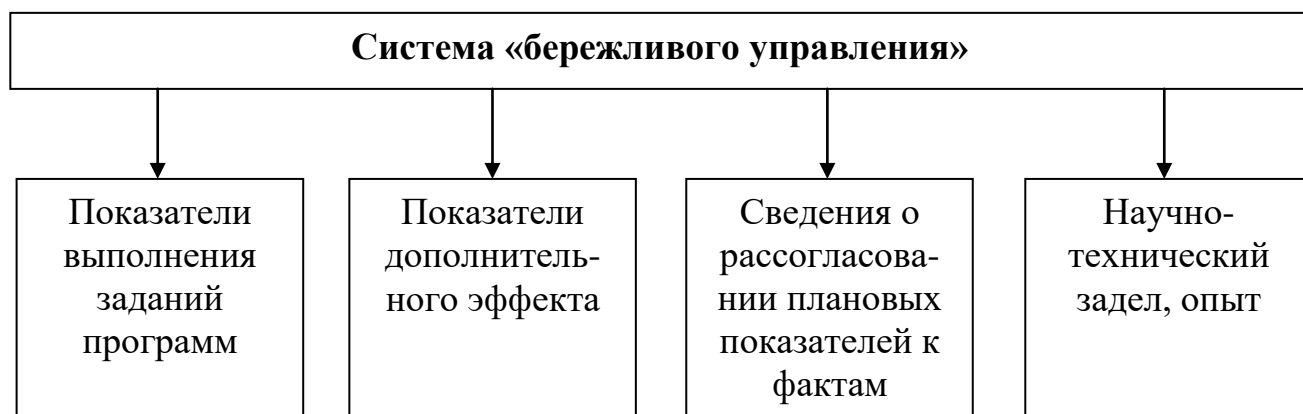 Система «бережливого управления»
Показатели
выполнения
заданий
программ
Показатели
дополнитель-
ного эффекта
Сведения о
рассогласова-
нии плановых
показателей к
фактам
Научно-
технический
задел, опыт